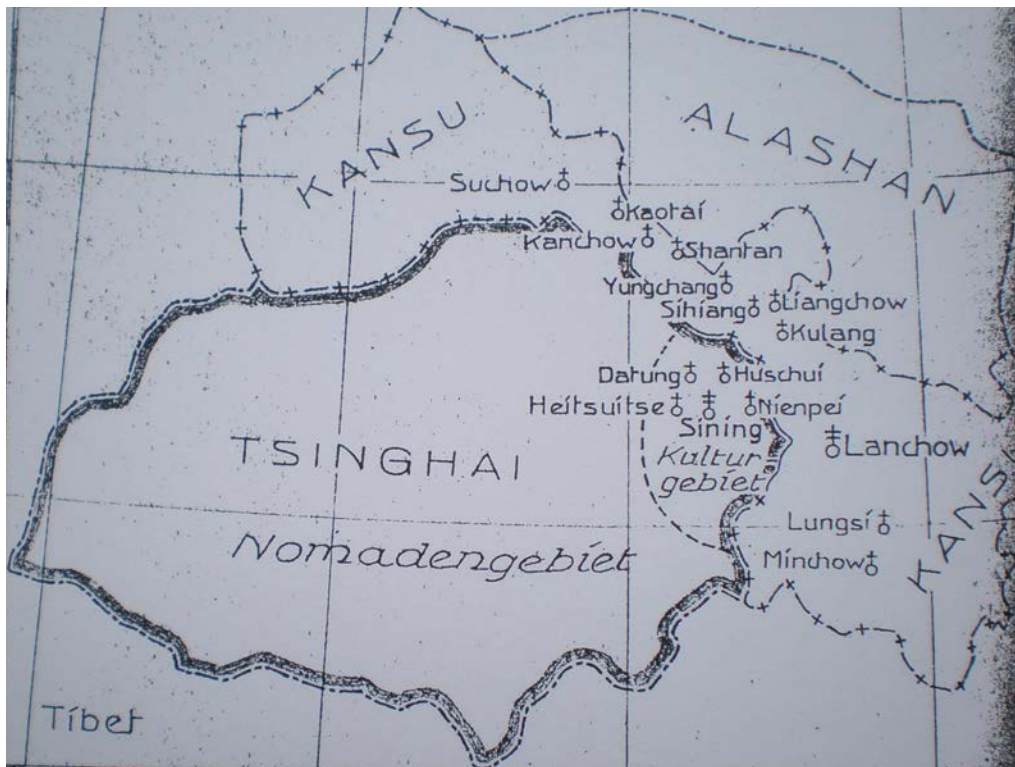 KANSU
ALASHAN
Suchow
Kaotai
Kanchow
Shantan
Yungchang
Sihiang
Liangchow
Kulang
Datung
Huschui
Heitsuitse
Nienpei
Sining
TSINGHAI
Kultur
gebiet
Lanchow
Lungsi
KANSU
Nomadengebiet
Minchow
Tibet